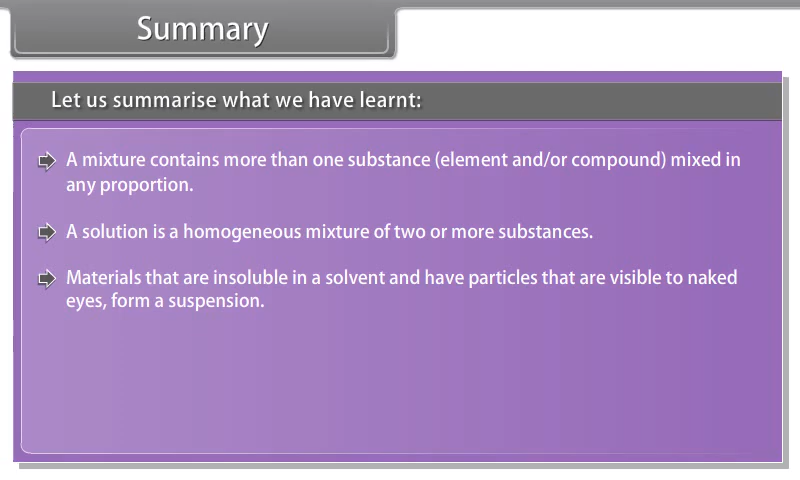 Summary
Let us summarise what we have learnt:
A mixture contains more than one substance (element and/or compound) mixed in
any proportion.
A solution is a homogeneous mixture of two or more substances.
Materials that are insoluble in a solvent and have particles that are visible to naked
eyes, form a suspension.